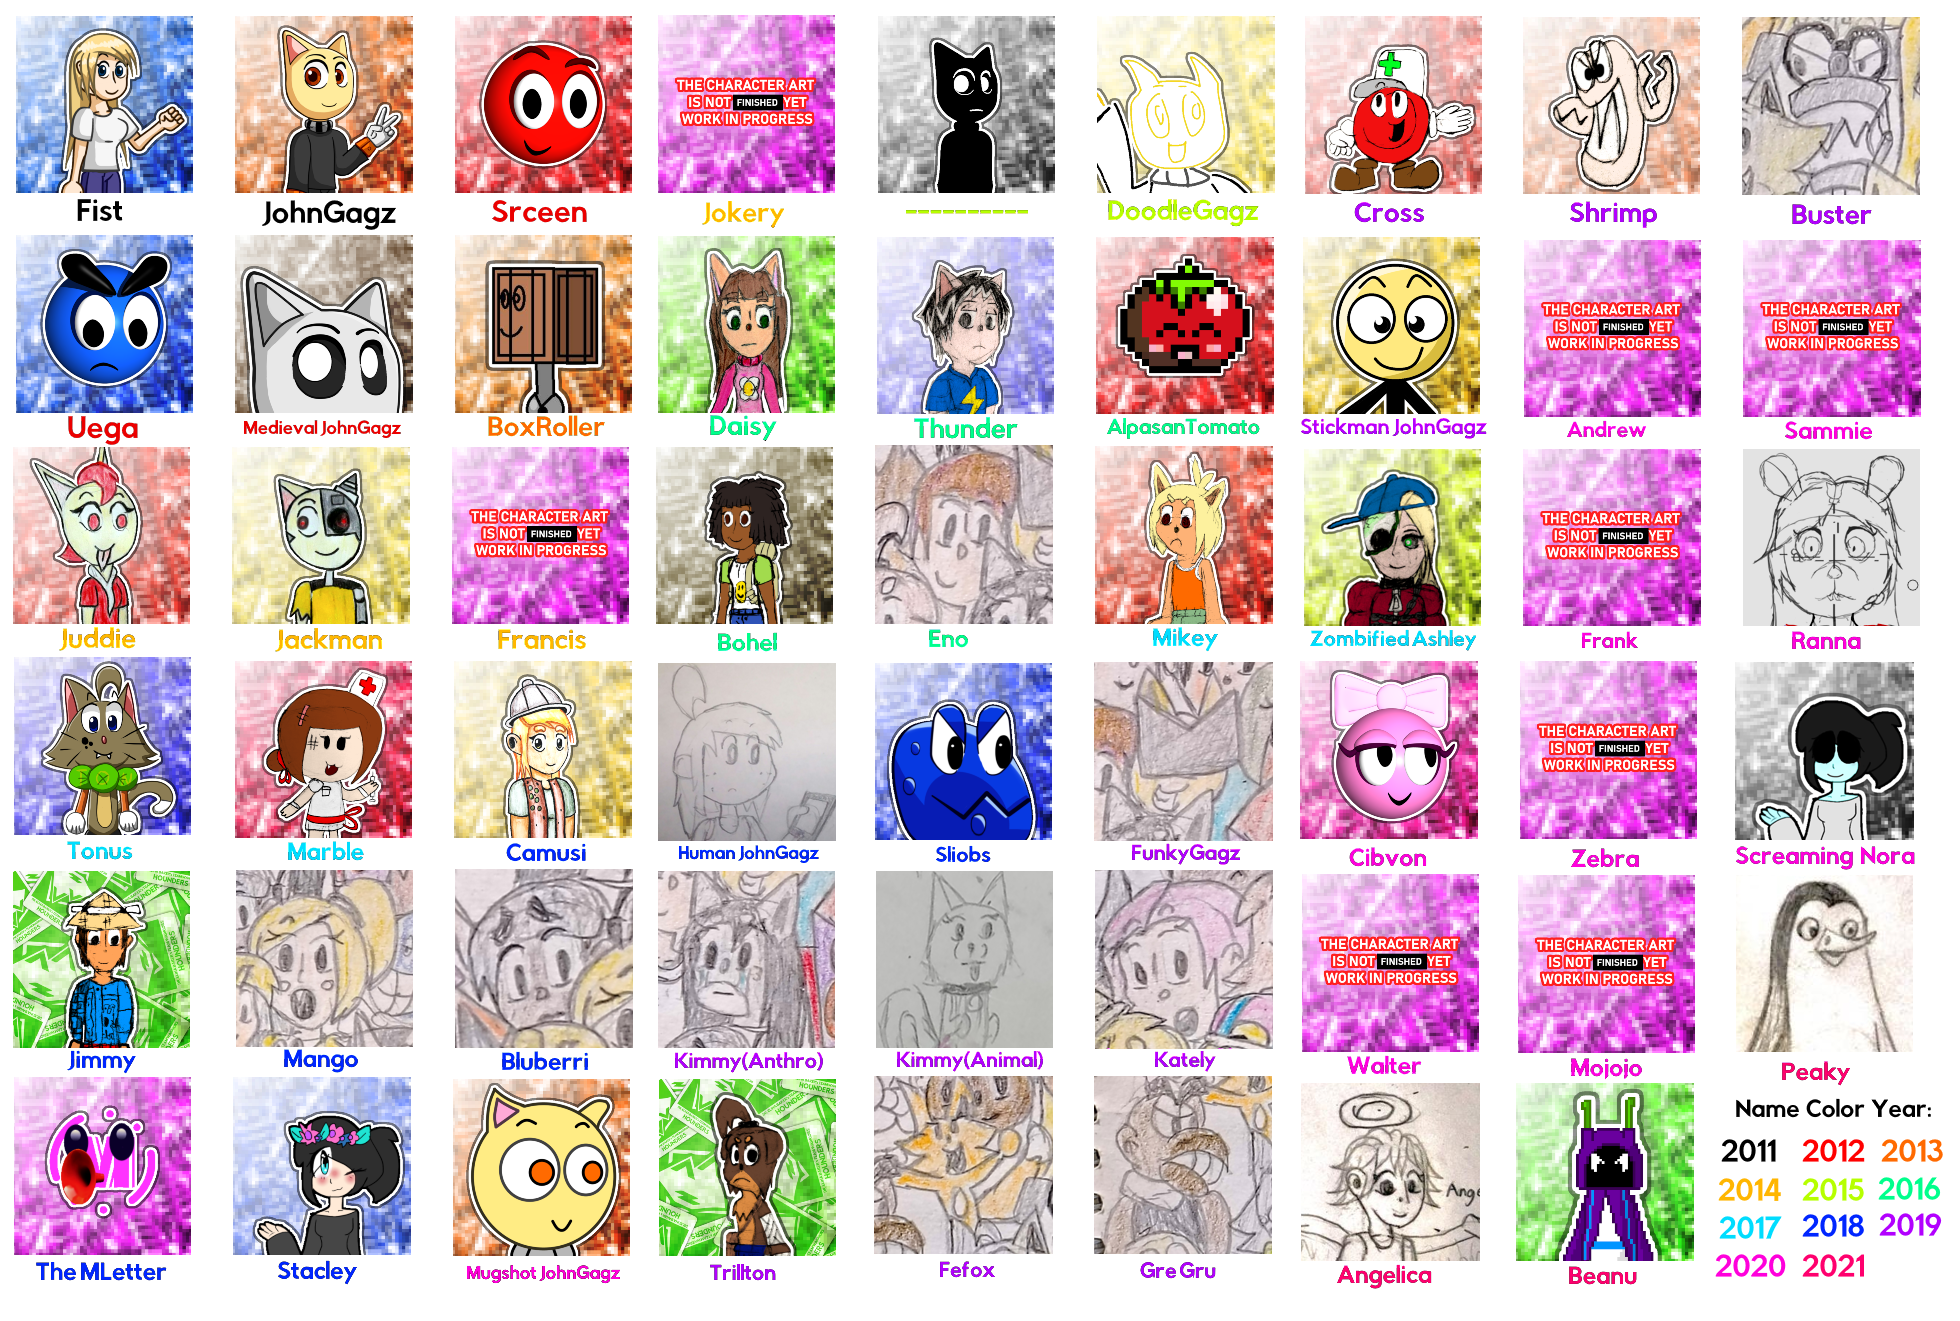 THE CHARACTER ART
IS NOT FINISHED YET
WORK IN PROGRESS
Fist
JohnGagz
Srceen
Jokery
----------
DoodleGagz
Cross
Shrimp
Buster
THE CHARACTER ART
IS NOT FINISHED YET
WORK IN PROGRESS
THE CHARACTER ART
IS NOT FINISHED YET
WORK IN PROGRESS
Uega
Medieval JohnGagz
BoxRoller
Daisy
Thunder
AlpasanTomato
Stickman JohnGagz
Andrew
Sammie
THE CHARACTER ART
IS NOT FINISHED YET
WORK IN PROGRESS
THE CHARACTER ART
IS NOT FINISHED YET
WORK IN PROGRESS
Juddie
Jackman
Francis
Bohel
Eno
Mikey
Zombified Ashley
Frank
Ranna
THE CHARACTER ART
IS NOT FINISHED YET
WORK IN PROGRESS
Tonus
Marble
Camusi
Human JohnGagz
Sliobs
FunkyGagz
Cibvon
Zebra
Screaming Nora
HOUNDERS
THE CHARACTER ART
IS NOT FINISHED YET
WORK IN PROGRESS
THE CHARACTER ART
IS NOT FINISHED YET
WORK IN PROGRESS
Jimmy
Mango
Bluberri
Kimmy(Anthro)
Kimmy(Animal)
Kately
Walter
Mojojo
Peaky
HOUNDERS
Ange
The MLetter
Stacley
Mugshot JohnGagz
Trillton
Fefox
Gre Gru
Angelica
Beanu
Name Color Year:
2011 2012 2013
2014 2015 2016
2017 2018 2019
2020 2021